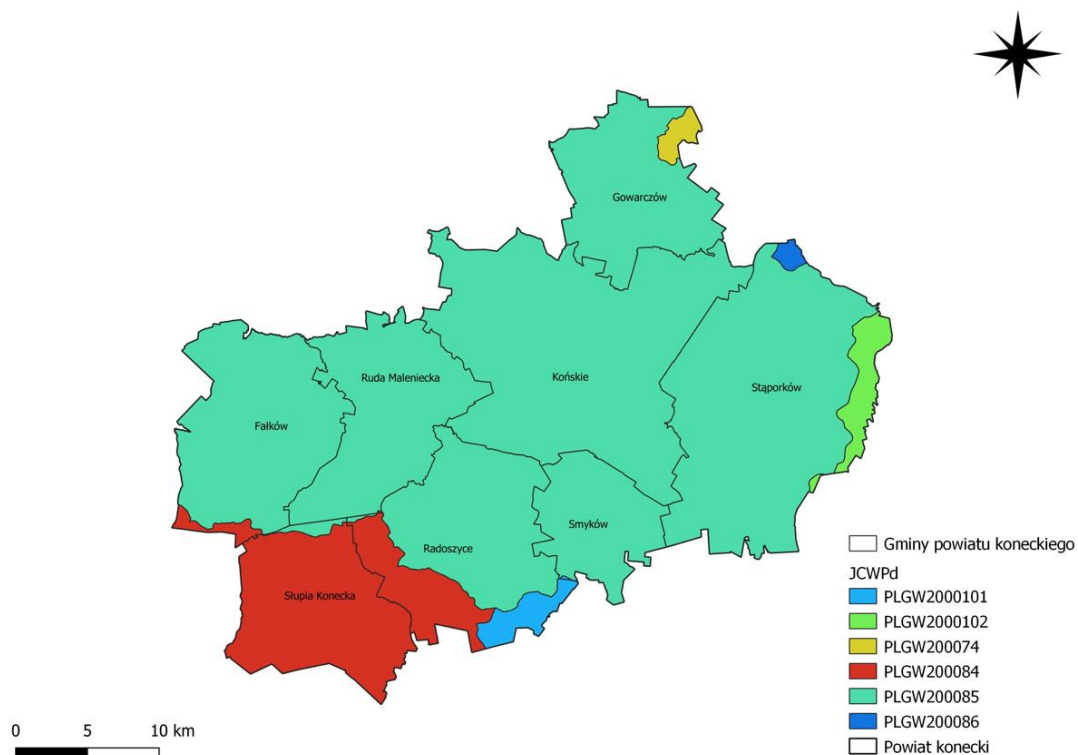 Gowarczów
Ruda Maleniecka
Końskie
Stąporków
Fałków
Smyków
Radoszyce
Słupia Konecka
Gminy powiatu koneckiego
JCWPd
PLGW2000101
PLGW2000102
PLGW200074
PLGW200084
PLGW200085
PLGW200086
Powiat konecki
0 5 10 km